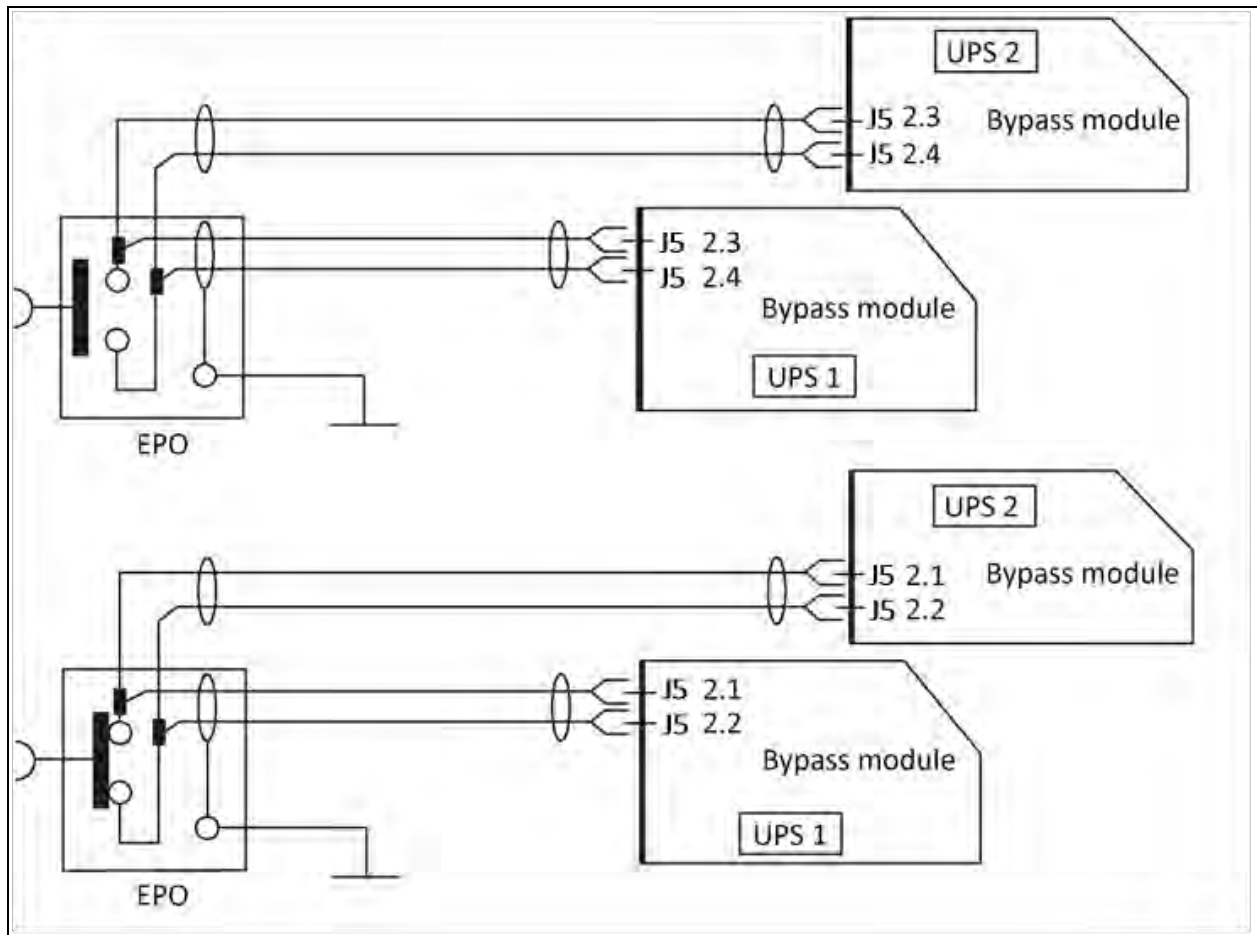 UPS 2
J5 2.3 Bypass module
J5 2.4
J5 2.3
J5 2.4
Bypass module
UPS 1
EPO
UPS 2
J5 2.1 Bypass module
J5 2.2
J5 2.1
J5 2.2
Bypass module
UPS 1
EPO